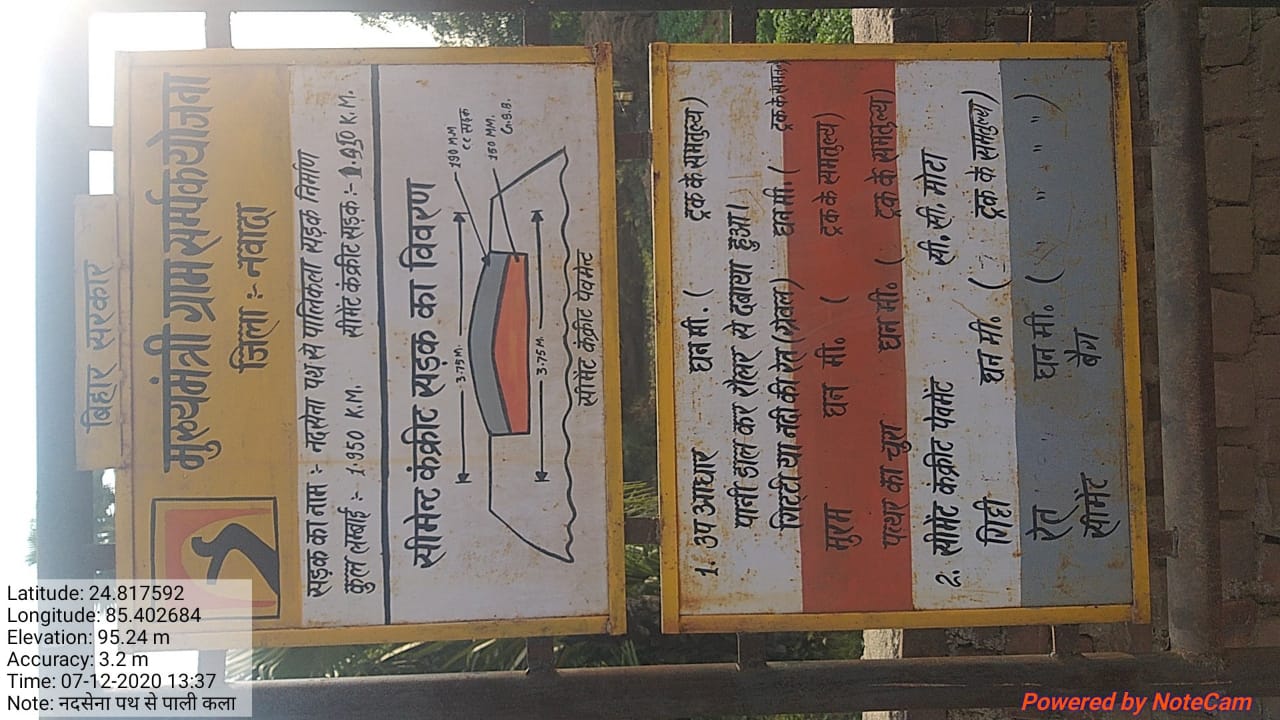 बिहार सरकार
मुख्यमंत्री ग्राम सम्पर्क योजना
जिला :- नवादा
सड़क का नाम :- नदसेना पथ से पालिकला सड़क निर्माण
कुल लम्बाई :- 1.950 K.M. सीमेंट कंक्रीट सड़क :- K.M.
सीमेन्ट कंक्रीट सड़क का विवरण
190 M.M
CC सड़क
150 M.M.
G.S.B.
3.75 M.
3.75 M.
सीमेंट कंक्रीट पेवमेंट
1. उप आधार घन मी. ( ट्रक के समतुल्य)
पानी डाल कर रौलर से दबाया हुआ।
गिट्टी या नदी की रेत (ग्रेवल) घन मी. ( ट्रक के समतुल्य
मुरम घन मी. ( ट्रक के समतुल्य)
पत्थर का चुरा घन मी. ( ट्रक के समतुल्य)
2. सीमेंट कंक्रीट पेवमेंट सी.सी. मोटा
गिट्टी घन मी. ( ट्रक के समतुल्य)
रेत " घन मी. ( " " " )
सीमेंट बैग
Latitude: 24.817592
Longitude: 85.402684
Elevation: 95.24 m
Accuracy: 3.2 m
Time: 07-12-2020 13:37
Note: नदसेना पथ से पाली कला
Powered by NoteCam